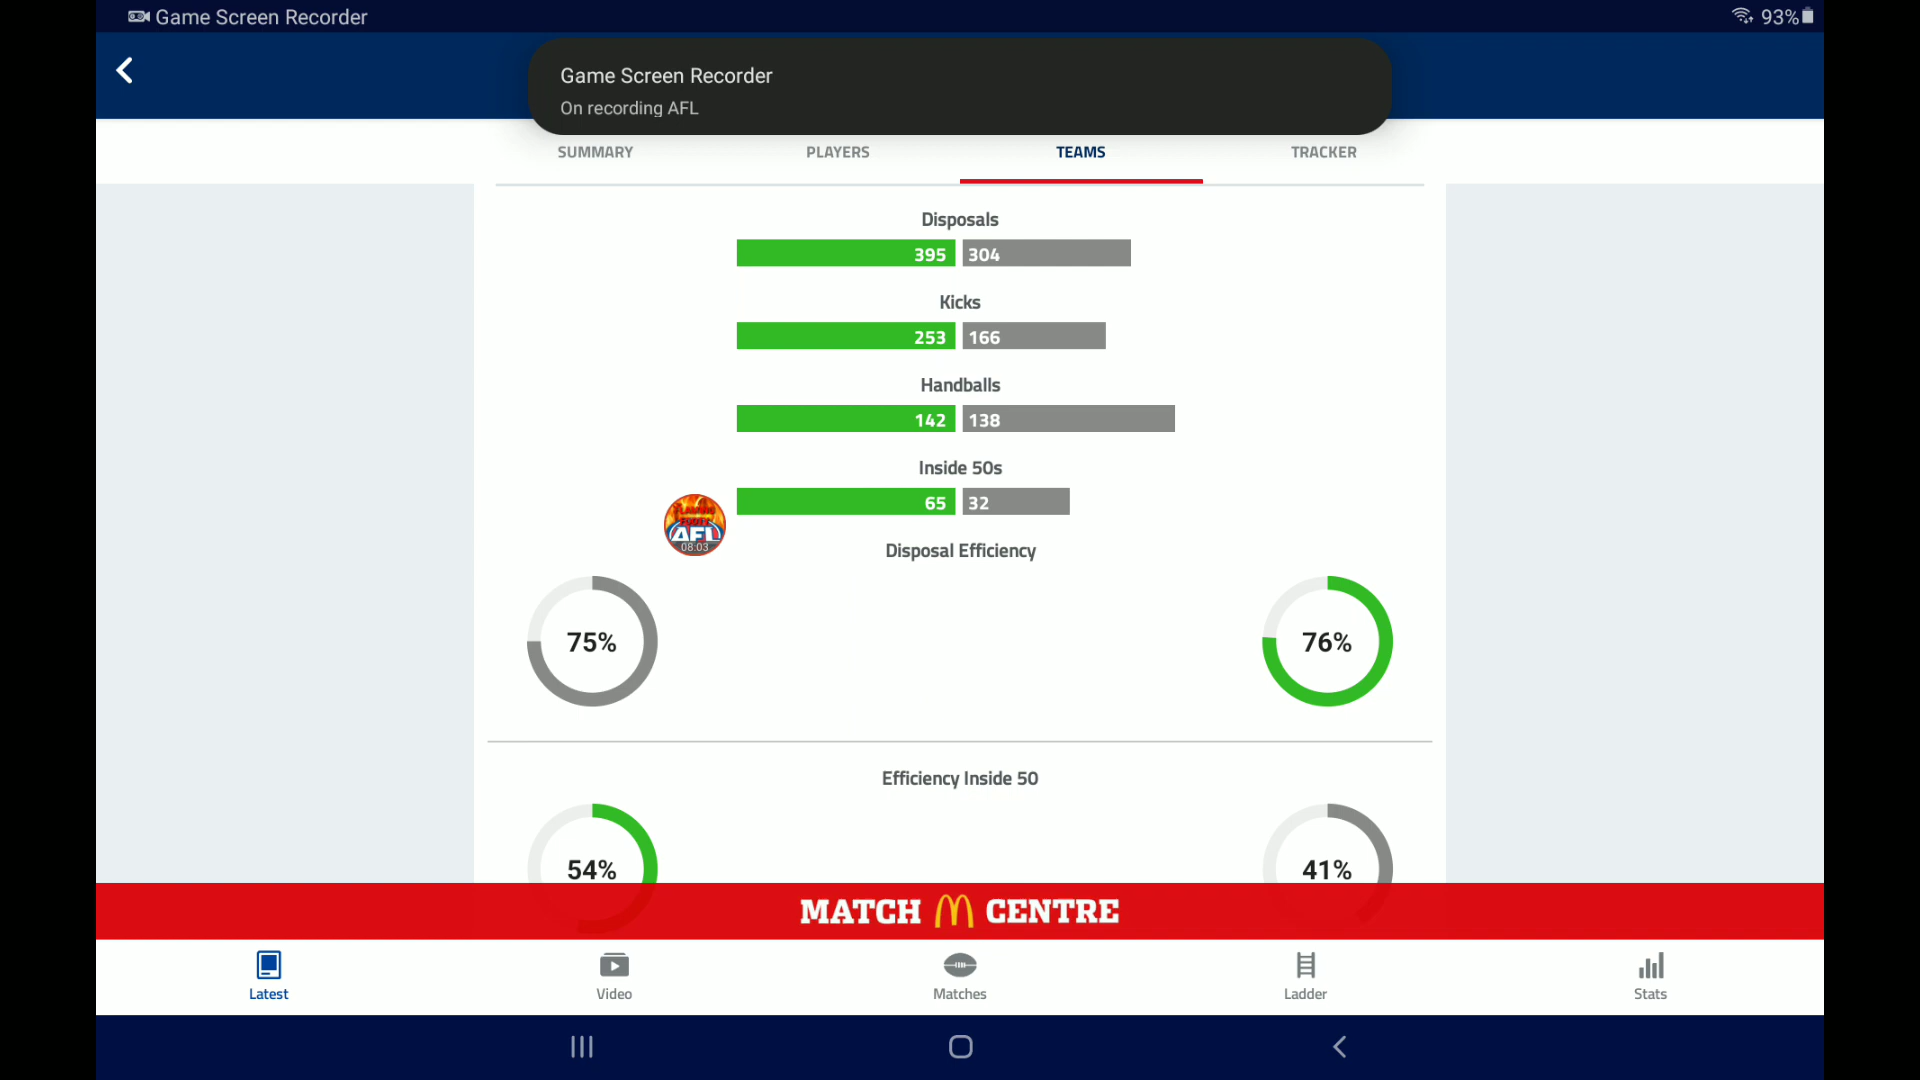 Game Screen Recorder
93%
Game Screen Recorder
On recording AFL
SUMMARY PLAYERS TEAMS TRACKER
Disposals
395 304
Kicks
253 166
Handballs
142 138
Inside 50s
65 32
AFL
08:03
Disposal Efficiency
75% 76%
Efficiency Inside 50
54% 41%
MATCH CENTRE
Latest Video Matches Ladder Stats